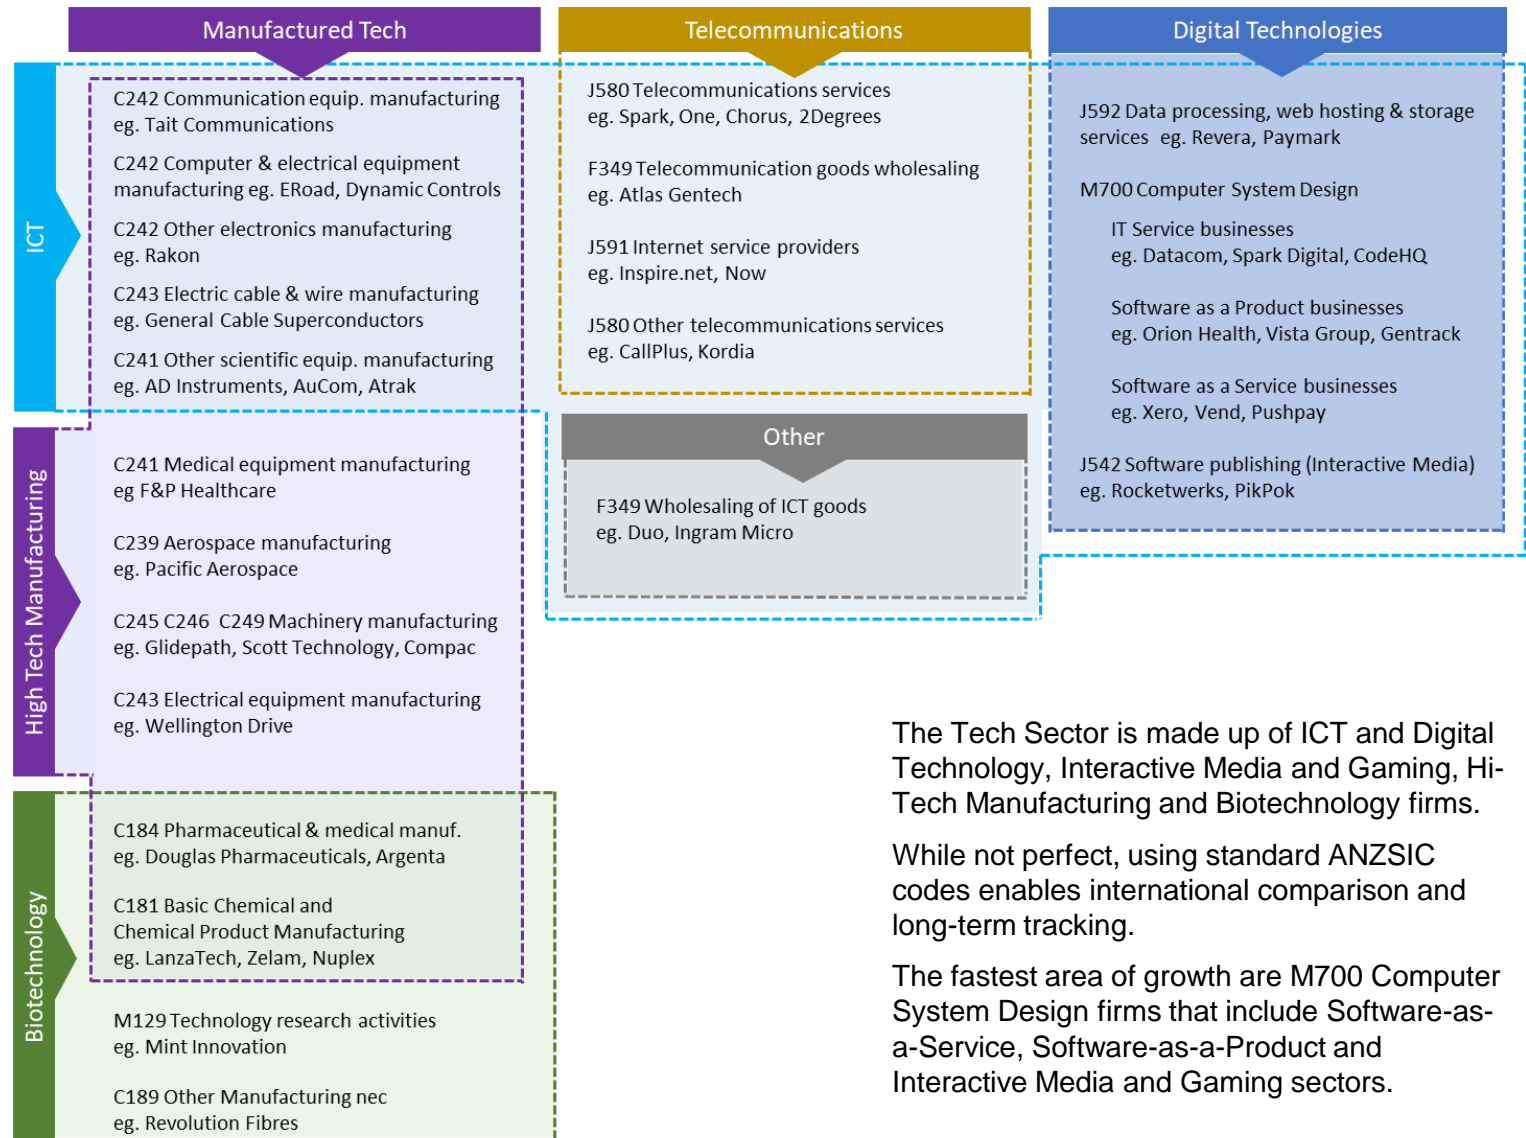 Manufactured Tech
Telecommunications
Digital Technologies
ICT
C242 Communication equip. manufacturing
eg. Tait Communications
C242 Computer & electrical equipment
manufacturing eg. ERoad, Dynamic Controls
C242 Other electronics manufacturing
eg. Rakon
C243 Electric cable & wire manufacturing
eg. General Cable Superconductors
C241 Other scientific equip. manufacturing
eg. AD Instruments, AuCom, Atrak
J580 Telecommunications services
eg. Spark, One, Chorus, 2Degrees
F349 Telecommunication goods wholesaling
eg. Atlas Gentech
J591 Internet service providers
eg. Inspire.net, Now
J580 Other telecommunications services
eg. CallPlus, Kordia
J592 Data processing, web hosting & storage
services eg. Revera, Paymark
M700 Computer System Design
IT Service businesses
eg. Datacom, Spark Digital, CodeHQ
Software as a Product businesses
eg. Orion Health, Vista Group, Gentrack
Software as a Service businesses
eg. Xero, Vend, Pushpay
J542 Software publishing (Interactive Media)
eg. Rocketwerks, PikPok
Other
F349 Wholesaling of ICT goods
eg. Duo, Ingram Micro
High Tech Manufacturing
C241 Medical equipment manufacturing
eg F&P Healthcare
C239 Aerospace manufacturing
eg. Pacific Aerospace
C245 C246 C249 Machinery manufacturing
eg. Glidepath, Scott Technology, Compac
C243 Electrical equipment manufacturing
eg. Wellington Drive
Biotechnology
C184 Pharmaceutical & medical manuf.
eg. Douglas Pharmaceuticals, Argenta
C181 Basic Chemical and
Chemical Product Manufacturing
eg. LanzaTech, Zelam, Nuplex
M129 Technology research activities
eg. Mint Innovation
C189 Other Manufacturing nec
eg. Revolution Fibres
The Tech Sector is made up of ICT and Digital
Technology, Interactive Media and Gaming, Hi-
Tech Manufacturing and Biotechnology firms.
While not perfect, using standard ANZSIC
codes enables international comparison and
long-term tracking.
The fastest area of growth are M700 Computer
System Design firms that include Software-as-
a-Service, Software-as-a-Product and
Interactive Media and Gaming sectors.